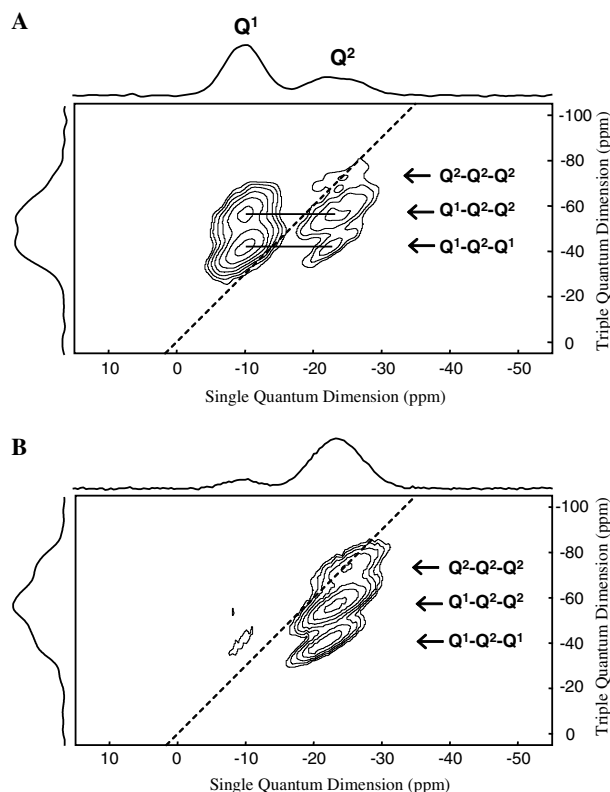 A
Q¹ Q²
-100
-80
-60
-40
-20
0
Triple Quantum Dimension (ppm)
Q²-Q²-Q²
Q¹-Q²-Q²
Q¹-Q²-Q¹
10 0 -10 -20 -30 -40 -50
Single Quantum Dimension (ppm)
B
-100
-80
-60
-40
-20
0
Triple Quantum Dimension (ppm)
Q²-Q²-Q²
Q¹-Q²-Q²
Q¹-Q²-Q¹
10 0 -10 -20 -30 -40 -50
Single Quantum Dimension (ppm)